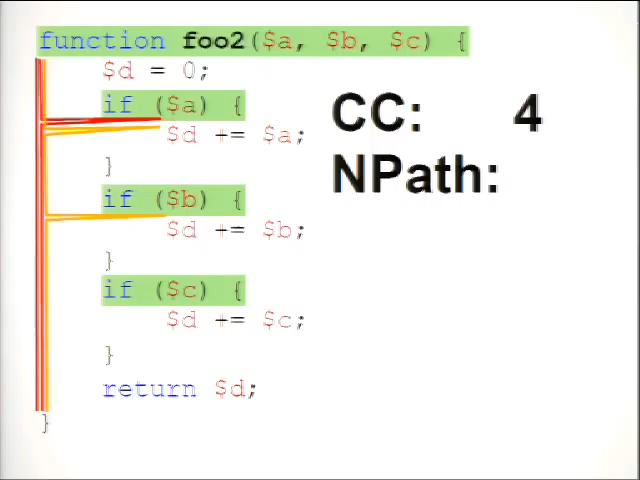 function foo2($a, $b, $c) {
$d = 0;
if ($a) {
$d += $a;
}
if ($b) {
$d += $b;
}
if ($c) {
$d += $c;
}
return $d;
}
CC: 4
NPath: